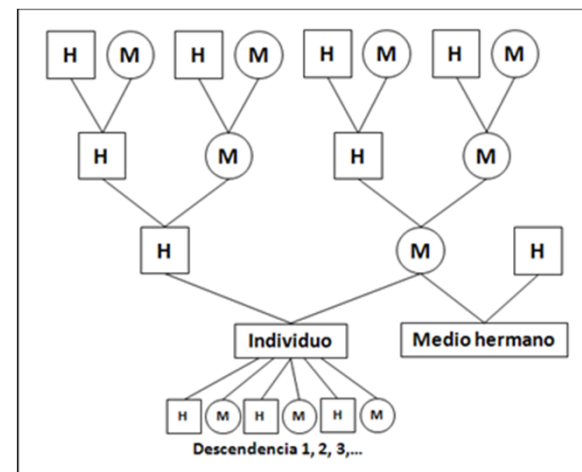 H M H M H M H M
H M H M
H M H
Individuo Medio hermano
H M H M H M
Descendencia 1, 2, 3,...